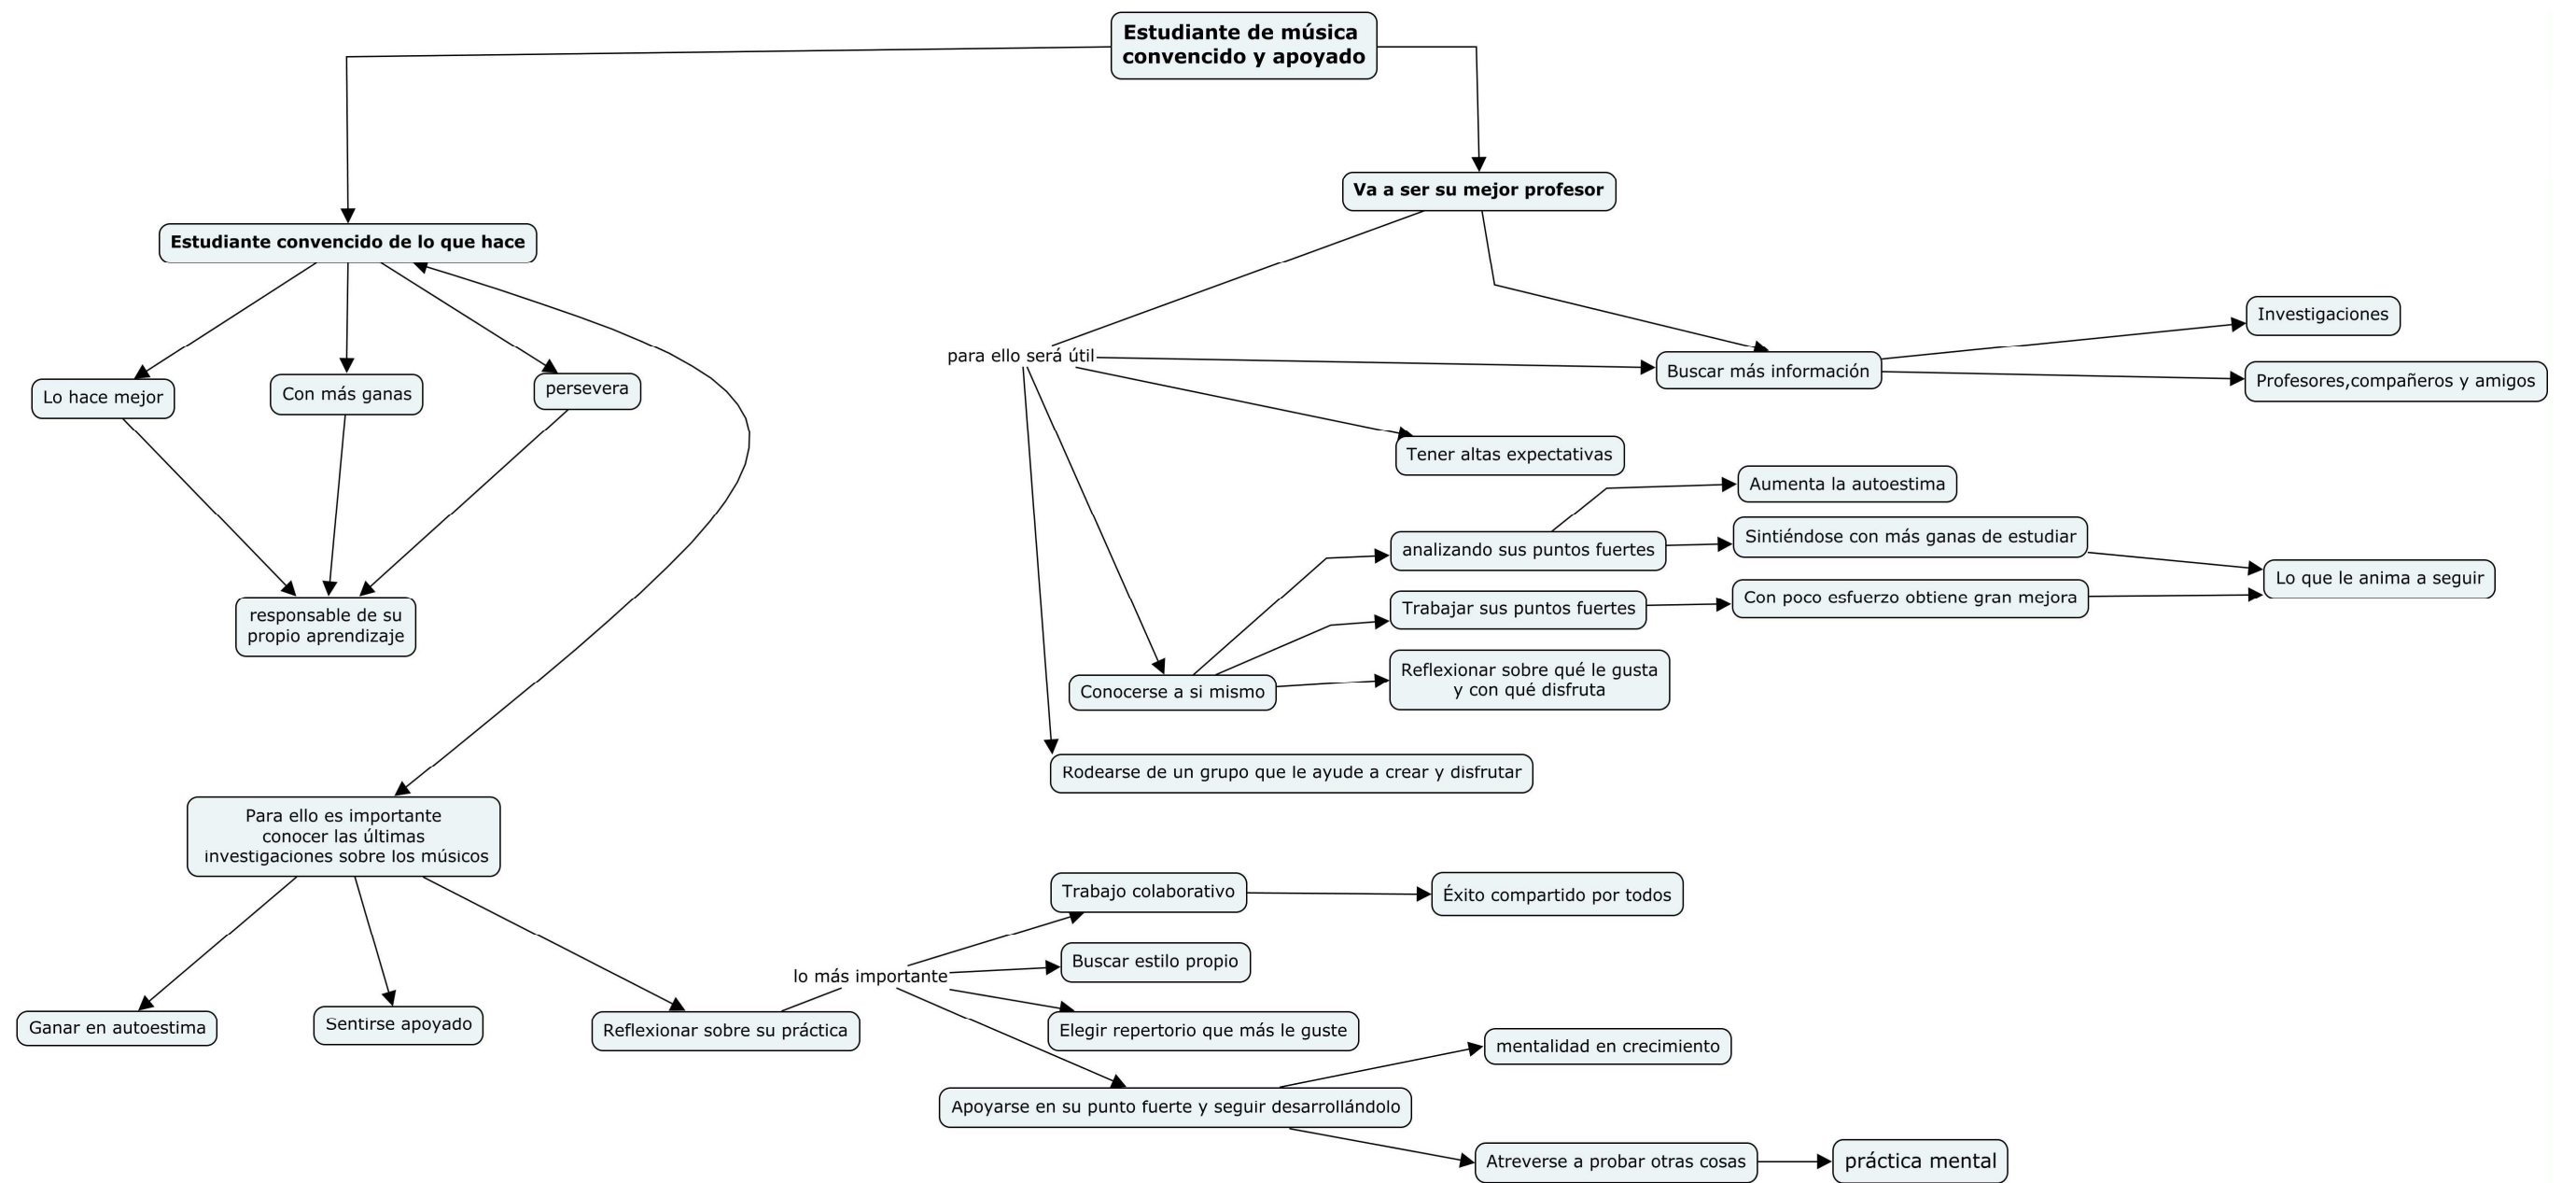 Estudiante de música
convencido y apoyado
Va a ser su mejor profesor
Estudiante convencido de lo que hace
Lo hace mejor
Con más ganas
persevera
responsable de su
propio aprendizaje
para ello será útil
Buscar más información
Investigaciones
Profesores,compañeros y amigos
Tener altas expectativas
Aumenta la autoestima
analizando sus puntos fuertes
Sintiéndose con más ganas de estudiar
Lo que le anima a seguir
Trabajar sus puntos fuertes
Con poco esfuerzo obtiene gran mejora
Conocerse a si mismo
Reflexionar sobre qué le gusta
y con qué disfruta
Rodearse de un grupo que le ayude a crear y disfrutar
Para ello es importante
conocer las últimas
investigaciones sobre los músicos
Ganar en autoestima
Sentirse apoyado
Reflexionar sobre su práctica
lo más importante
Trabajo colaborativo
Éxito compartido por todos
Buscar estilo propio
Elegir repertorio que más le guste
Apoyarse en su punto fuerte y seguir desarrollándolo
mentalidad en crecimiento
Atreverse a probar otras cosas
práctica mental